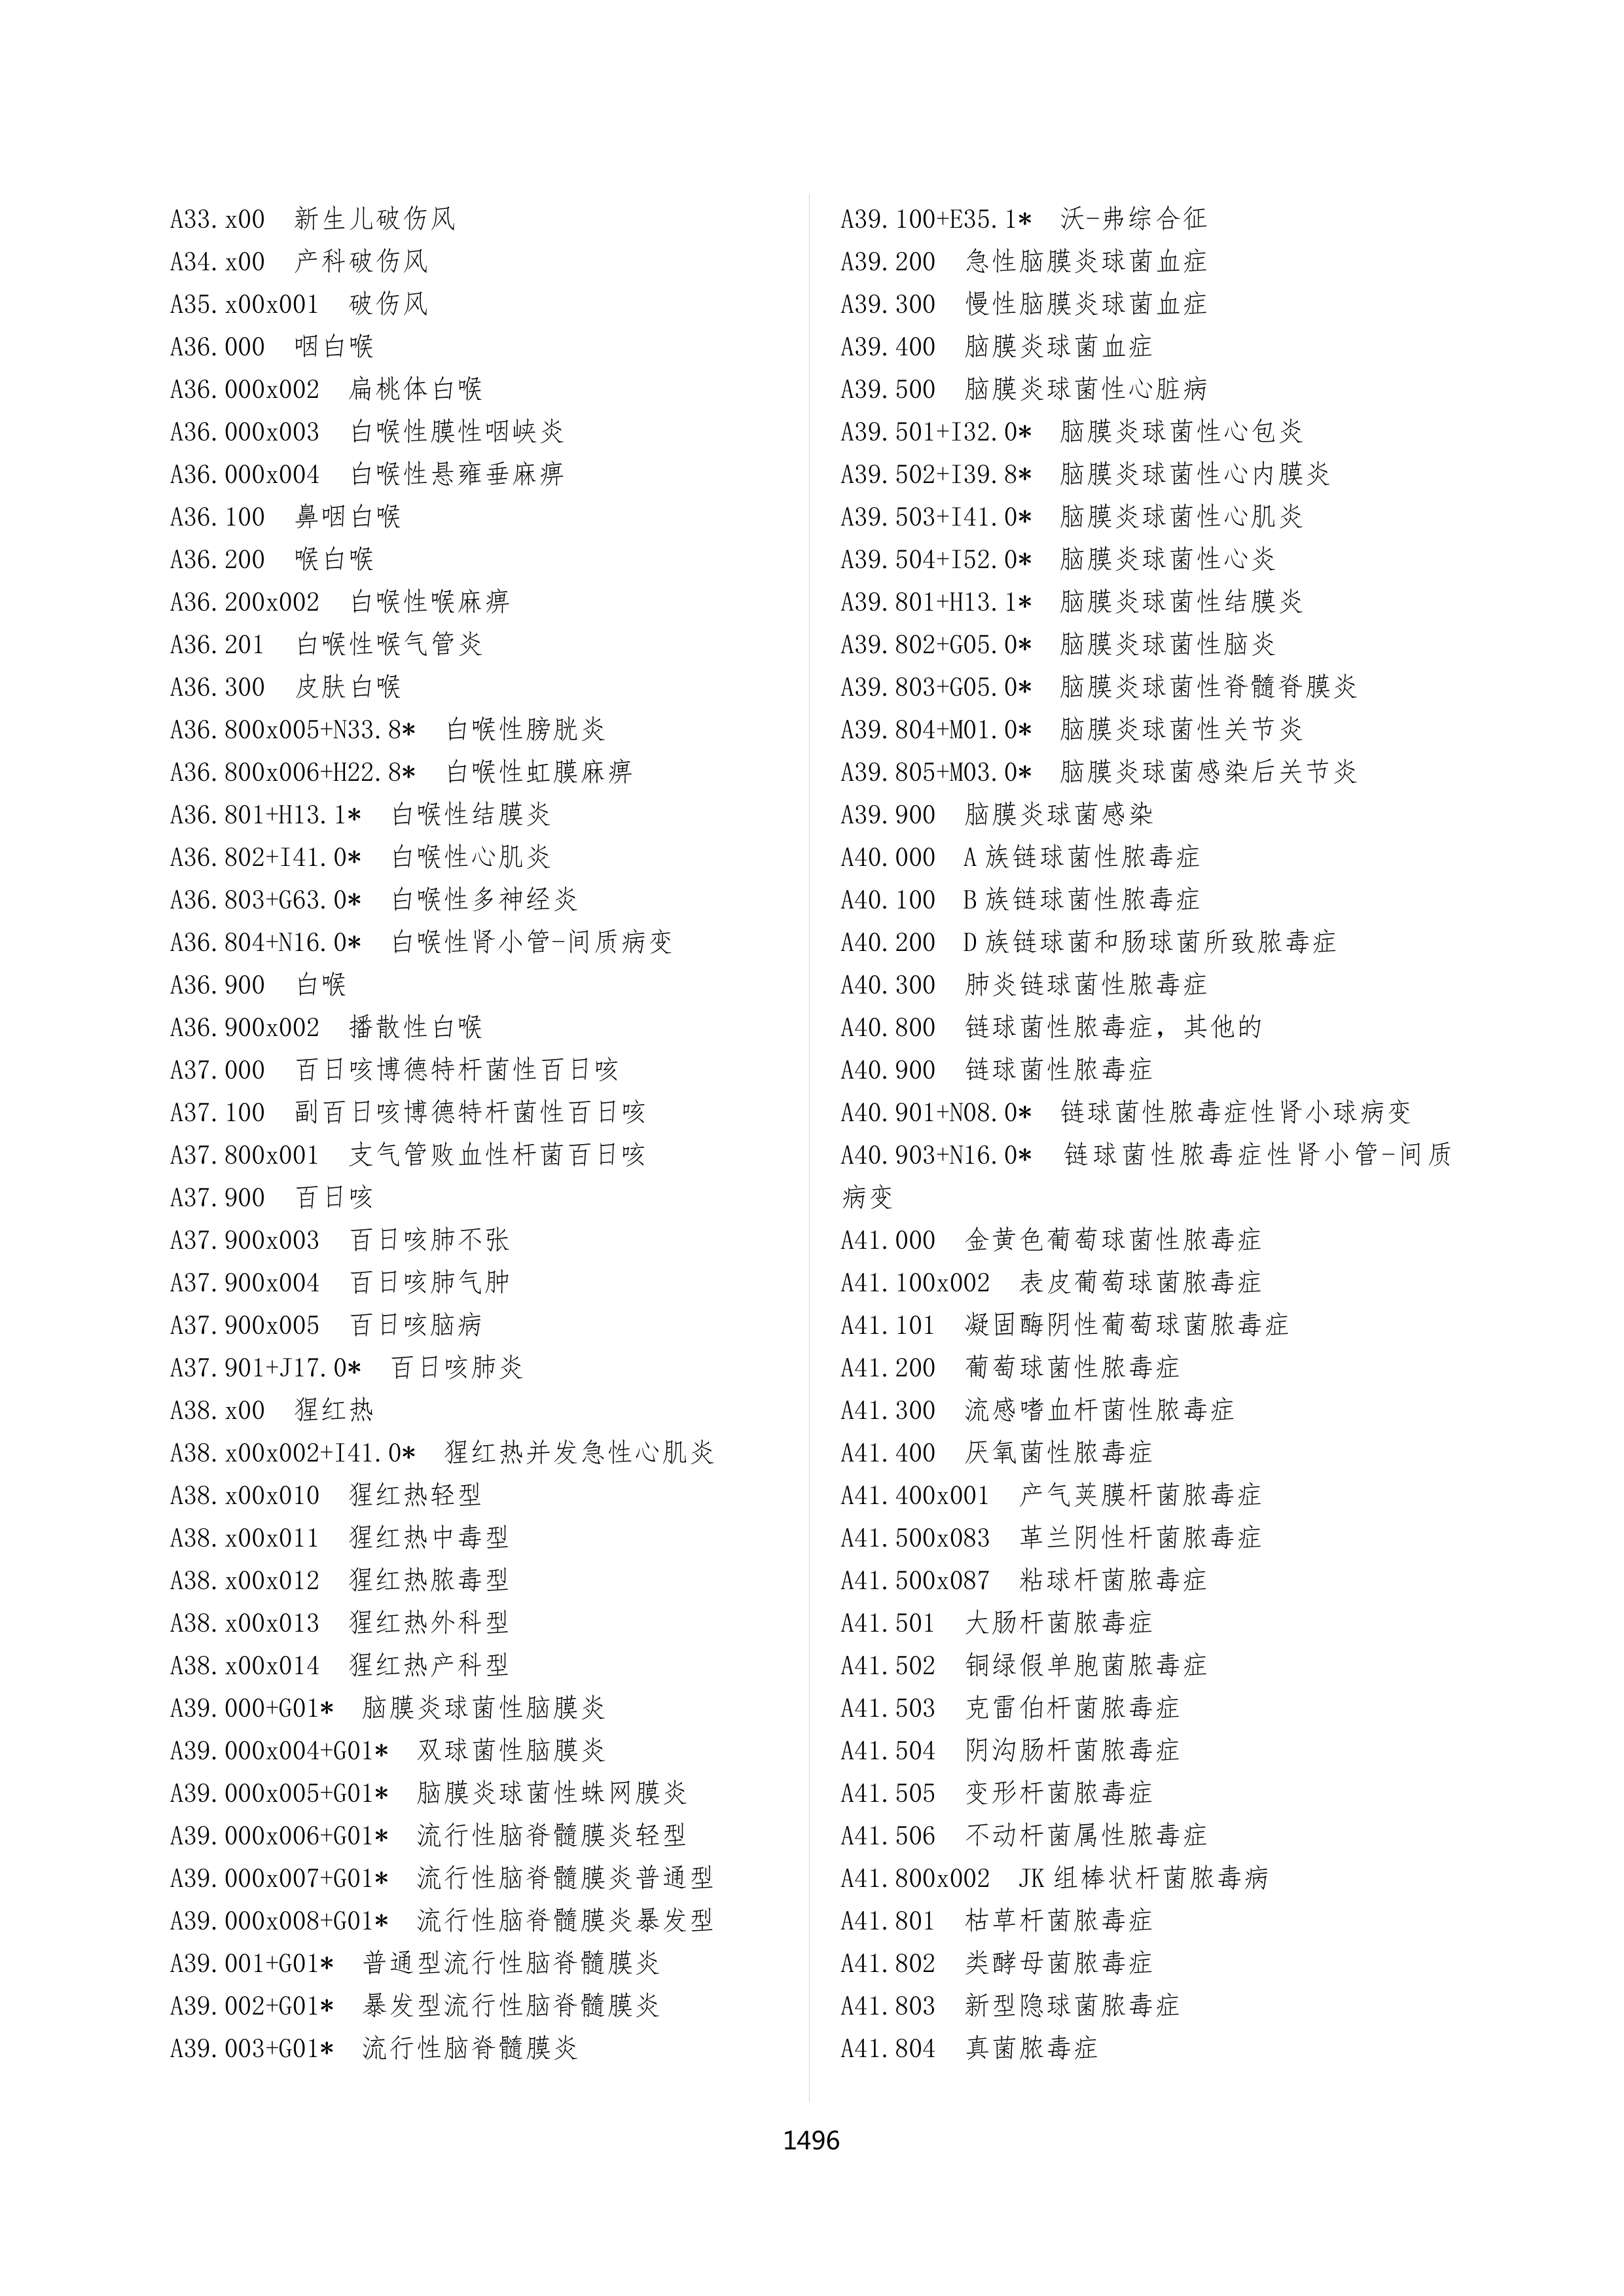 A33.x00 新生儿破伤风
A34.x00 产科破伤风
A35.x00x001 破伤风
A36.000 咽白喉
A36.000x002 扁桃体白喉
A36.000x003 白喉性膜性咽峡炎
A36.000x004 白喉性悬雍垂麻痹
A36.100 鼻咽白喉
A36.200 喉白喉
A36.200x002 白喉性喉麻痹
A36.201 白喉性喉气管炎
A36.300 皮肤白喉
A36.800x005+N33.8* 白喉性膀胱炎
A36.800x006+H22.8* 白喉性虹膜麻痹
A36.801+H13.1* 白喉性结膜炎
A36.802+I41.0* 白喉性心肌炎
A36.803+G63.0* 白喉性多神经炎
A36.804+N16.0* 白喉性肾小管-间质病变
A36.900 白喉
A36.900x002 播散性白喉
A37.000 百日咳博德特杆菌性百日咳
A37.100 副百日咳博德特杆菌性百日咳
A37.800x001 支气管败血性杆菌百日咳
A37.900 百日咳
A37.900x003 百日咳肺不张
A37.900x004 百日咳肺气肿
A37.900x005 百日咳脑病
A37.901+J17.0* 百日咳肺炎
A38.x00 猩红热
A38.x00x002+I41.0* 猩红热并发急性心肌炎
A38.x00x010 猩红热轻型
A38.x00x011 猩红热中毒型
A38.x00x012 猩红热脓毒型
A38.x00x013 猩红热外科型
A38.x00x014 猩红热产科型
A39.000+G01* 脑膜炎球菌性脑膜炎
A39.000x004+G01* 双球菌性脑膜炎
A39.000x005+G01* 脑膜炎球菌性蛛网膜炎
A39.000x006+G01* 流行性脑脊髓膜炎轻型
A39.000x007+G01* 流行性脑脊髓膜炎普通型
A39.000x008+G01* 流行性脑脊髓膜炎暴发型
A39.001+G01* 普通型流行性脑脊髓膜炎
A39.002+G01* 暴发型流行性脑脊髓膜炎
A39.003+G01* 流行性脑脊髓膜炎
A39.100+E35.1* 沃-弗综合征
A39.200 急性脑膜炎球菌血症
A39.300 慢性脑膜炎球菌血症
A39.400 脑膜炎球菌血症
A39.500 脑膜炎球菌性心脏病
A39.501+I32.0* 脑膜炎球菌性心包炎
A39.502+I39.8* 脑膜炎球菌性心内膜炎
A39.503+I41.0* 脑膜炎球菌性心肌炎
A39.504+I52.0* 脑膜炎球菌性心炎
A39.801+H13.1* 脑膜炎球菌性结膜炎
A39.802+G05.0* 脑膜炎球菌性脑炎
A39.803+G05.0* 脑膜炎球菌性脊髓脊膜炎
A39.804+M01.0* 脑膜炎球菌性关节炎
A39.805+M03.0* 脑膜炎球菌感染后关节炎
A39.900 脑膜炎球菌感染
A40.000 A 族链球菌性脓毒症
A40.100 B 族链球菌性脓毒症
A40.200 D 族链球菌和肠球菌所致脓毒症
A40.300 肺炎链球菌性脓毒症
A40.800 链球菌性脓毒症，其他的
A40.900 链球菌性脓毒症
A40.901+N08.0* 链球菌性脓毒症性肾小球病变
A40.903+N16.0* 链球菌性脓毒症性肾小管-间质
病变
A41.000 金黄色葡萄球菌性脓毒症
A41.100x002 表皮葡萄球菌脓毒症
A41.101 凝固酶阴性葡萄球菌脓毒症
A41.200 葡萄球菌性脓毒症
A41.300 流感嗜血杆菌性脓毒症
A41.400 厌氧菌性脓毒症
A41.400x001 产气荚膜杆菌脓毒症
A41.500x083 革兰阴性杆菌脓毒症
A41.500x087 粘球杆菌脓毒症
A41.501 大肠杆菌脓毒症
A41.502 铜绿假单胞菌脓毒症
A41.503 克雷伯杆菌脓毒症
A41.504 阴沟肠杆菌脓毒症
A41.505 变形杆菌脓毒症
A41.506 不动杆菌属性脓毒症
A41.800x002 JK 组棒状杆菌脓毒病
A41.801 枯草杆菌脓毒症
A41.802 类酵母菌脓毒症
A41.803 新型隐球菌脓毒症
A41.804 真菌脓毒症
1496